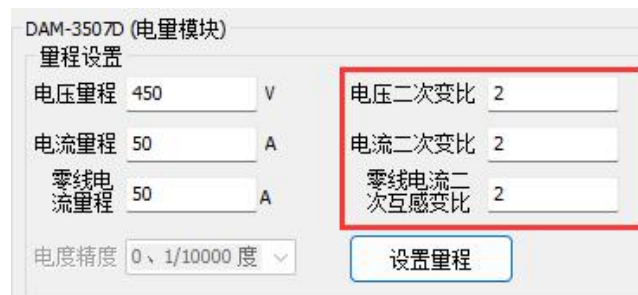 DAM-3507D (电量模块)
量程设置
电压量程 450 V 电压二次变比 2
电流量程 50 A 电流二次变比 2
零线电流量程 50 A 零线电流二次互感变比 2
电度精度 0、1/10000 度 设置量程